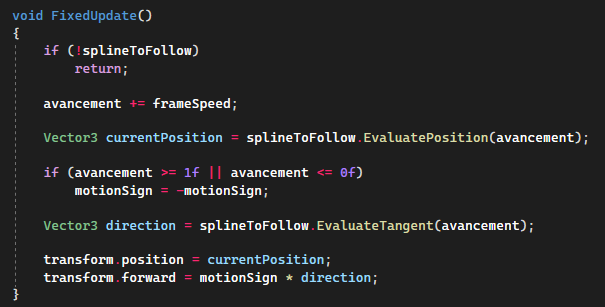 void FixedUpdate()
{
    if (!splineToFollow)
        return;
    avancement += frameSpeed;
    Vector3 currentPosition = splineToFollow.EvaluatePosition(avancement);
    if (avancement >= 1f || avancement <= 0f)
        motionSign = -motionSign;
    Vector3 direction = splineToFollow.EvaluateTangent(avancement);
    transform.position = currentPosition;
    transform.forward = motionSign * direction;
}